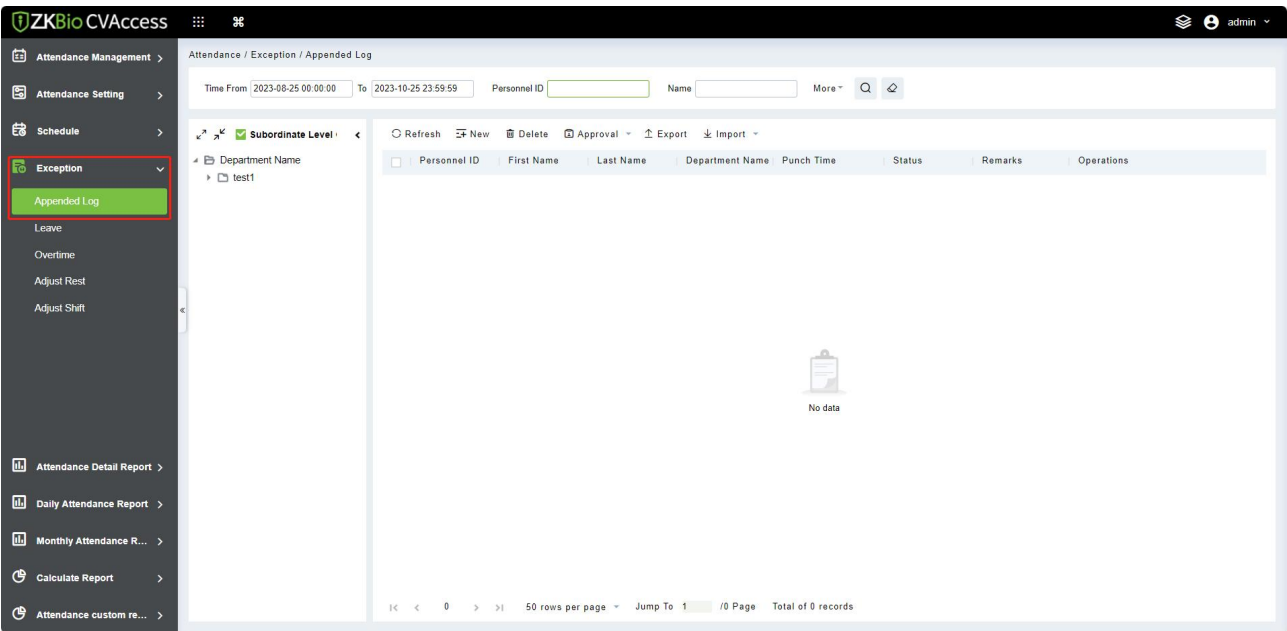 ZKBio CVAccess
admin
Attendance Management
Attendance Setting
Schedule
Exception
Appended Log
Leave
Overtime
Adjust Rest
Adjust Shift
Attendance Detail Report
Daily Attendance Report
Monthly Attendance R...
Calculate Report
Attendance custom re...
Attendance / Exception / Appended Log
Time From 2023-08-25 00:00:00 To 2023-10-25 23:59:59 Personnel ID Name More
Subordinate Level
Department Name
test1
Refresh New Delete Approval Export Import
Personnel ID First Name Last Name Department Name Punch Time Status Remarks Operations
No data
0 50 rows per page Jump To 1 /0 Page Total of 0 records